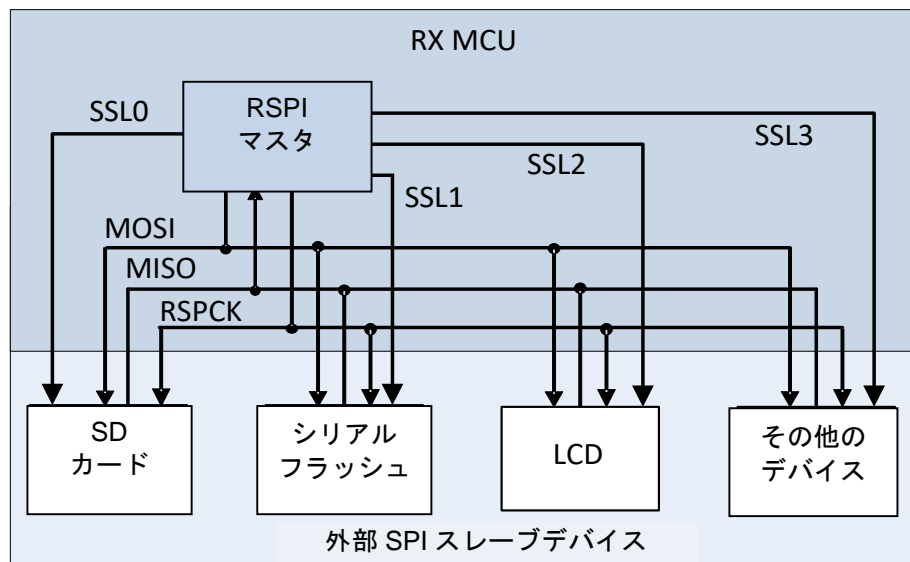 RX MCU
RSPI
マスタ
SSL0
SSL3
SSL2
SSL1
MOSI
MISO
RSPCK
SD
カード
シリアル
フラッシュ
LCD
その他の
デバイス
外部 SPI スレーブデバイス